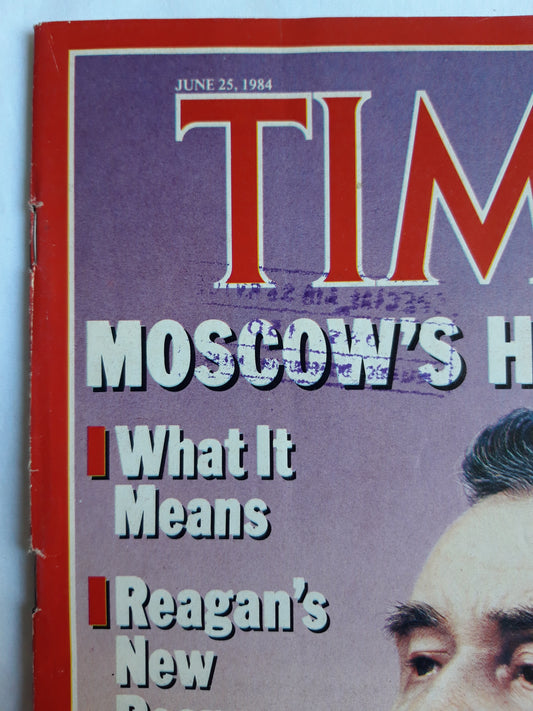 JUNE 25, 1984
TIM
MOSCOW'S H
What It
Means
Reagan's
New